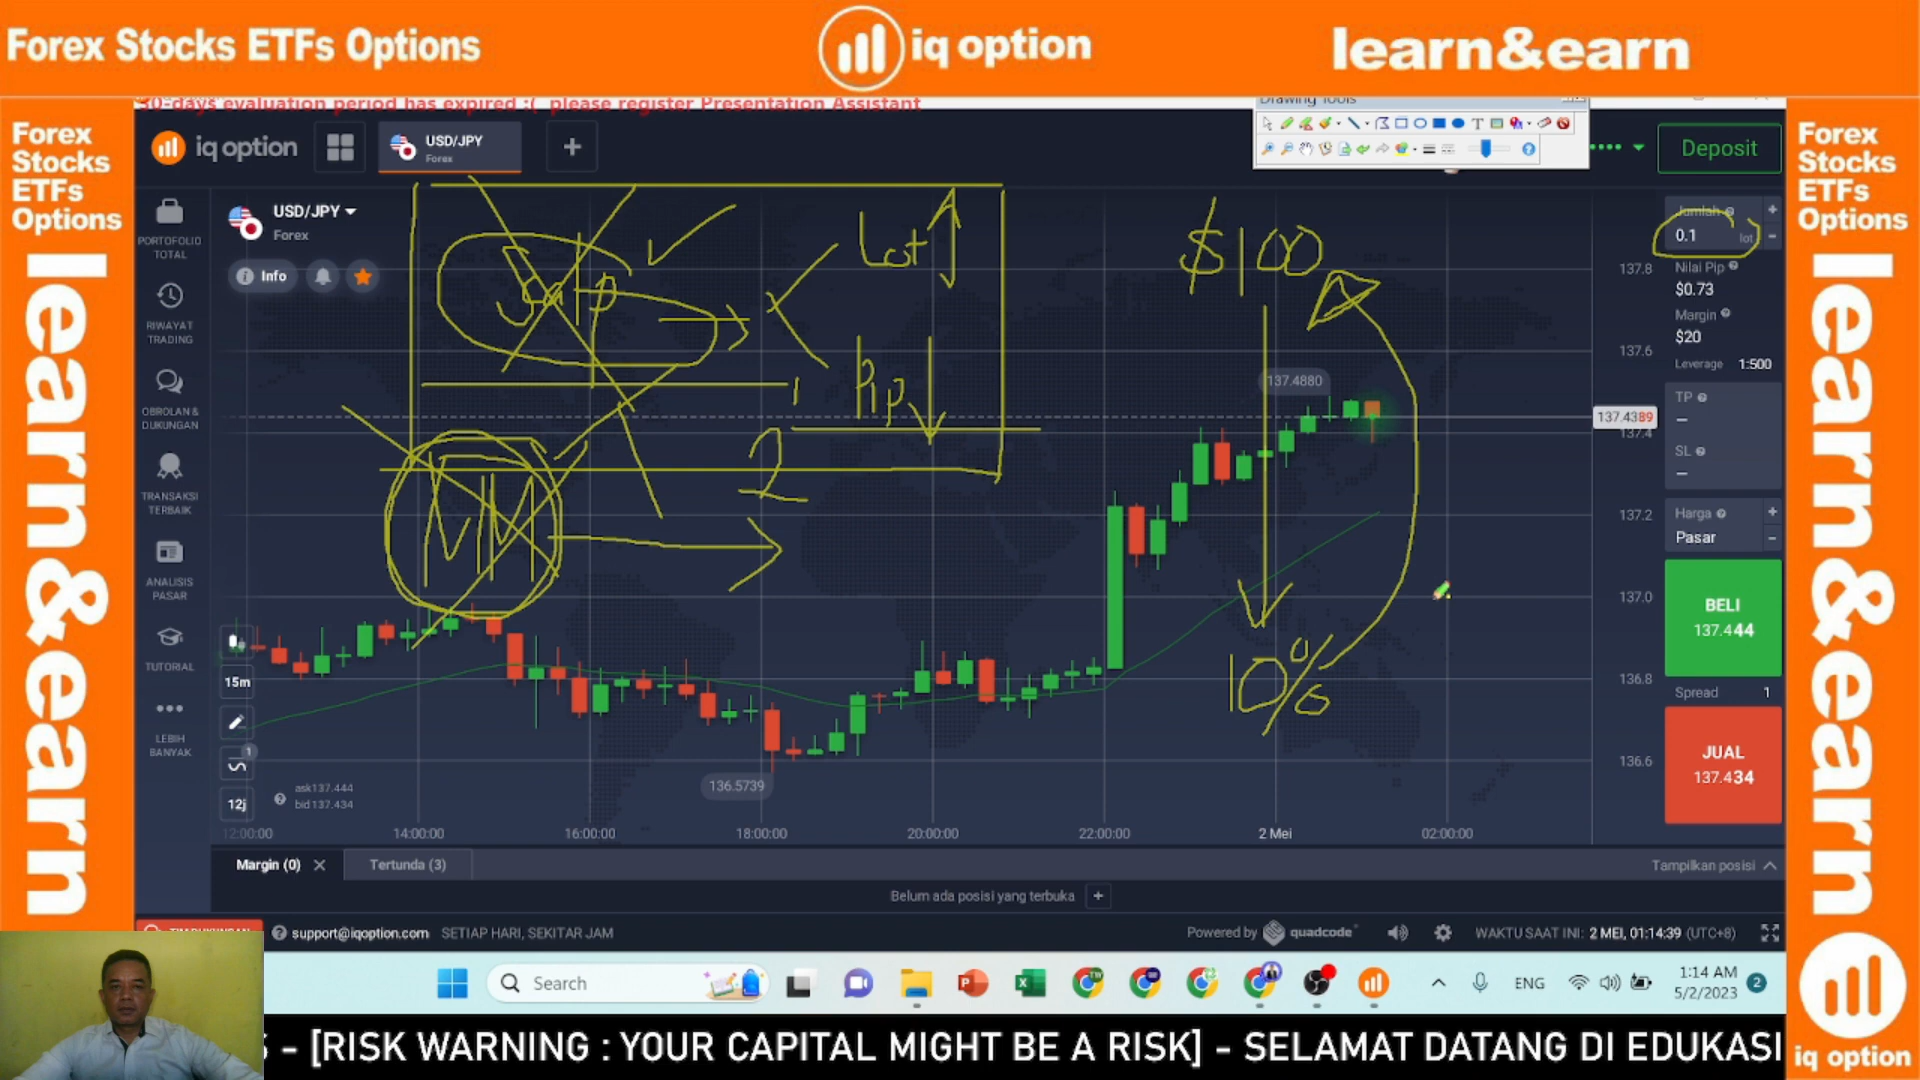 Forex Stocks ETFs Options
iq option
learn&earn
30-days evaluation period has expired :( please register Presentation Assistant
Drawing Tools
Forex
Stocks
ETFs
Options
learn&earn
iq option
USD/JPY
Forex
+
Deposit
PORTOFOLIO
TOTAL
RIWAYAT
TRADING
OBROLAN &
DUKUNGAN
TRANSAKSI
TERBAIK
ANALISIS
PASAR
TUTORIAL
LEBIH
BANYAK
USD/JPY
Forex
Info
Lot
Pip
1
2
MM
$100
10%
137.4880
136.5739
15m
1
12j
ask137.444
bid137.434
137.8
137.6
137.4389
137.4
137.2
137.0
136.8
136.6
12:00:00
14:00:00
16:00:00
18:00:00
20:00:00
22:00:00
2 Mei
02:00:00
Jumlah
0.1 lot
Nilai Pip
$0.73
Margin
$20
Leverage 1:500
TP
–
SL
–
Harga
Pasar
BELI
137.444
Spread 1
JUAL
137.434
Margin (0)
Tertunda (3)
Tampilkan posisi
Belum ada posisi yang terbuka +
support@iqoption.com SETIAP HARI, SEKITAR JAM
Powered by quadcode
WAKTU SAAT INI: 2 MEI, 01:14:39 (UTC+8)
Search
ENG
1:14 AM
5/2/2023
2
- [RISK WARNING : YOUR CAPITAL MIGHT BE A RISK] - SELAMAT DATANG DI EDUKASI
Forex
Stocks
ETFs
Options
learn&earn
iq option